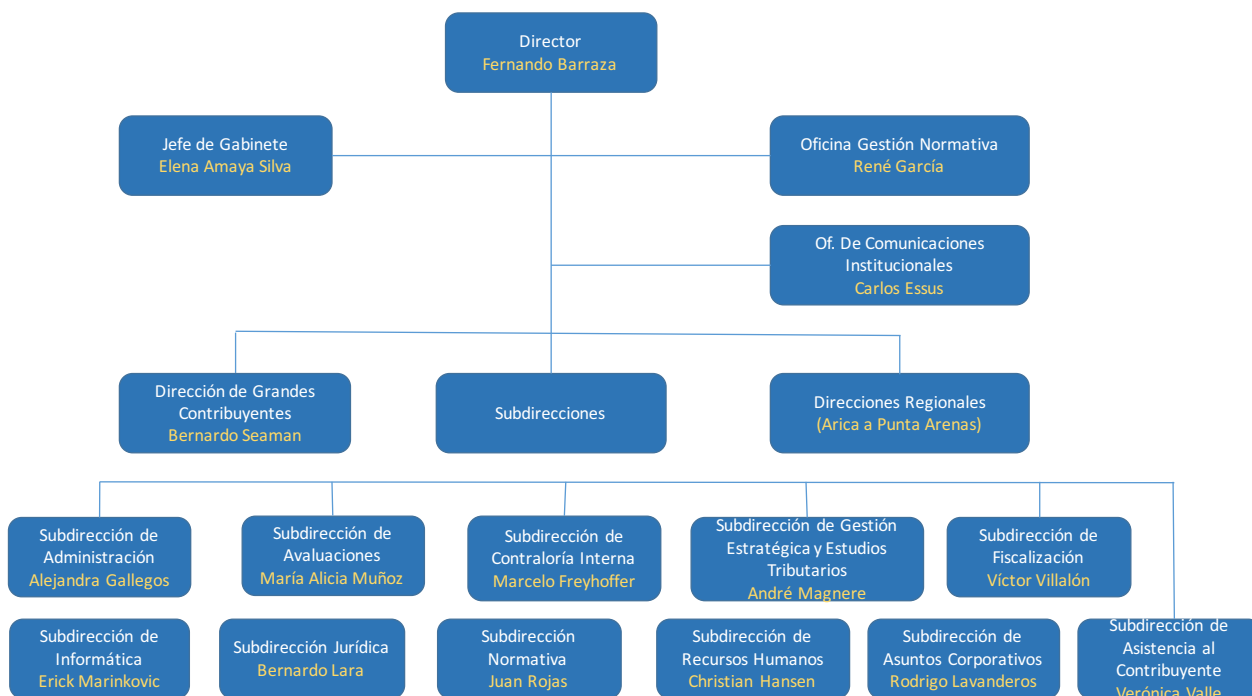 Director
Fernando Barraza
Jefe de Gabinete
Elena Amaya Silva
Oficina Gestión Normativa
René García
Of. De Comunicaciones
Institucionales
Carlos Essus
Dirección de Grandes
Contribuyentes
Bernardo Seaman
Subdirecciones
Direcciones Regionales
(Arica a Punta Arenas)
Subdirección de
Administración
Alejandra Gallegos
Subdirección de
Avaluaciones
María Alicia Muñoz
Subdirección de
Contraloría Interna
Marcelo Freyhoffer
Subdirección de Gestión
Estratégica y Estudios
Tributarios
André Magnere
Subdirección de
Fiscalización
Víctor Villalón
Subdirección de
Informática
Erick Marinkovic
Subdirección Jurídica
Bernardo Lara
Subdirección
Normativa
Juan Rojas
Subdirección de
Recursos Humanos
Christian Hansen
Subdirección de
Asuntos Corporativos
Rodrigo Lavanderos
Subdirección de
Asistencia al
Contribuyente
Verónica Valle